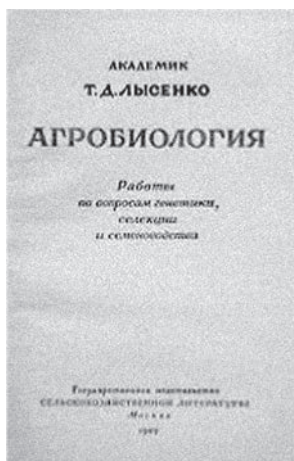 АКАДЕМИК
Т. Д. ЛЫСЕНКО
АГРОБИОЛОГИЯ
Работы
по вопросам генетики,
селекции
и семеноводства
Государственное издательство
СЕЛЬСКОХОЗЯЙСТВЕННОЙ ЛИТЕРАТУРЫ
Москва